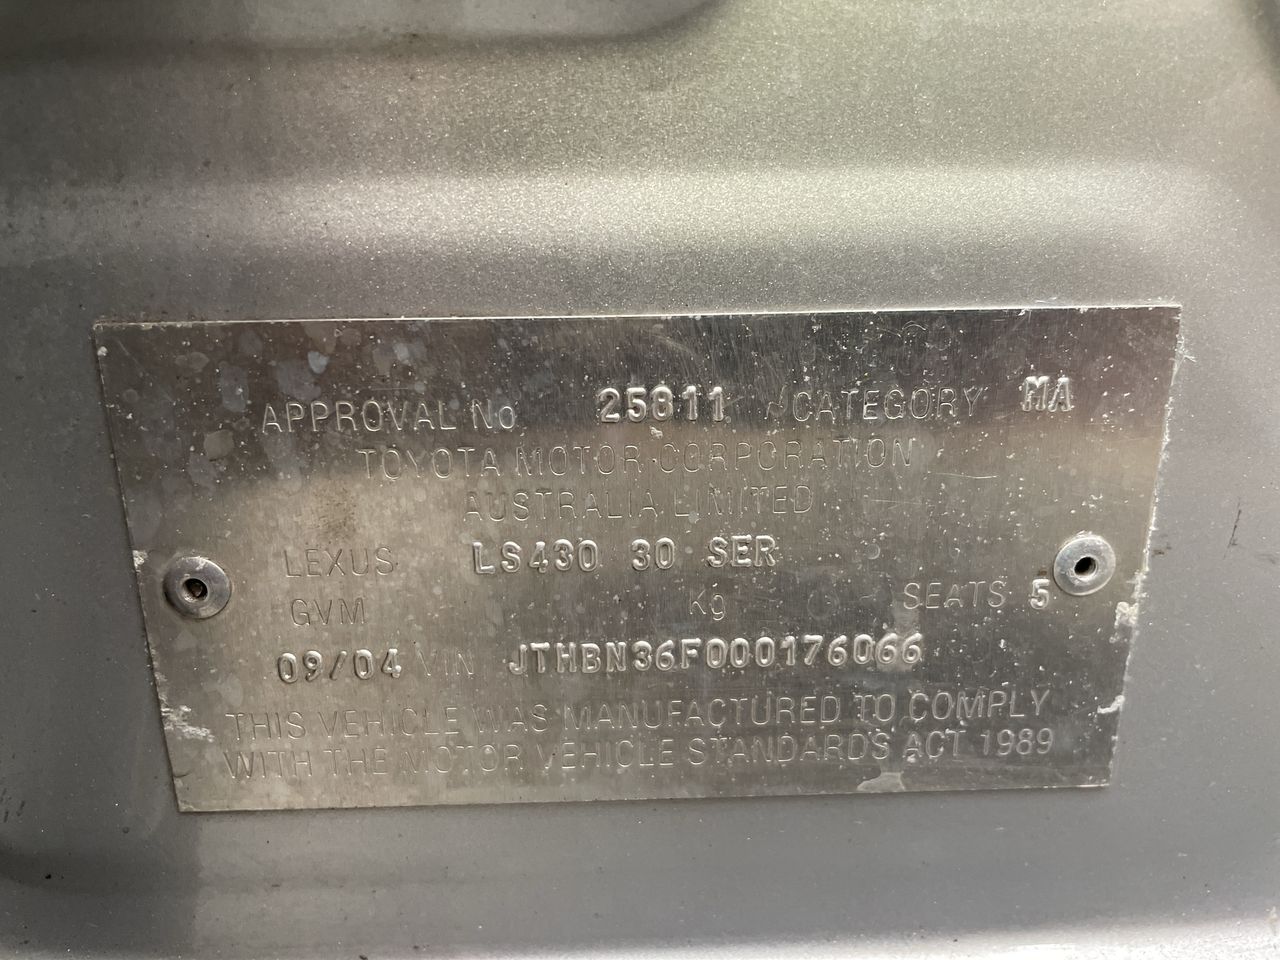 APPROVAL No 25811 CATEGORY MA
TOYOTA MOTOR CORPORATION
AUSTRALIA LIMITED
LEXUS LS430 30 SER
GVM Kg SEATS 5
09/04 VIN JTHBN36F000176066
THIS VEHICLE WAS MANUFACTURED TO COMPLY
WITH THE MOTOR VEHICLE STANDARDS ACT 1989